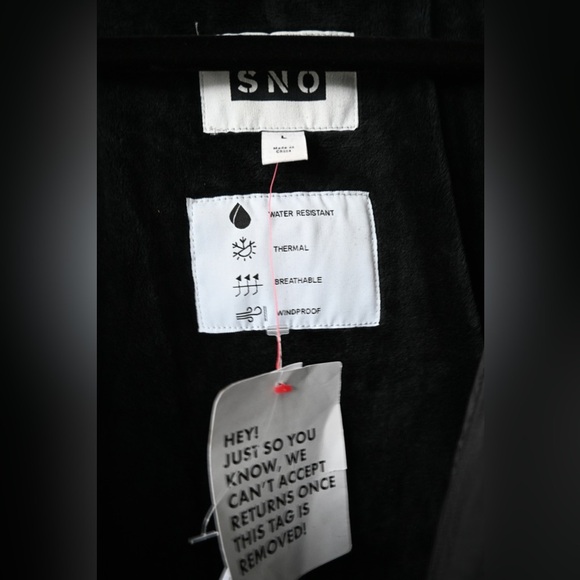 SNO
L
Made in
China
WATER RESISTANT
THERMAL
BREATHABLE
WINDPROOF
HEY!
JUST SO YOU
KNOW, WE
CAN'T ACCEPT
RETURNS ONCE
THIS TAG IS
REMOVED!